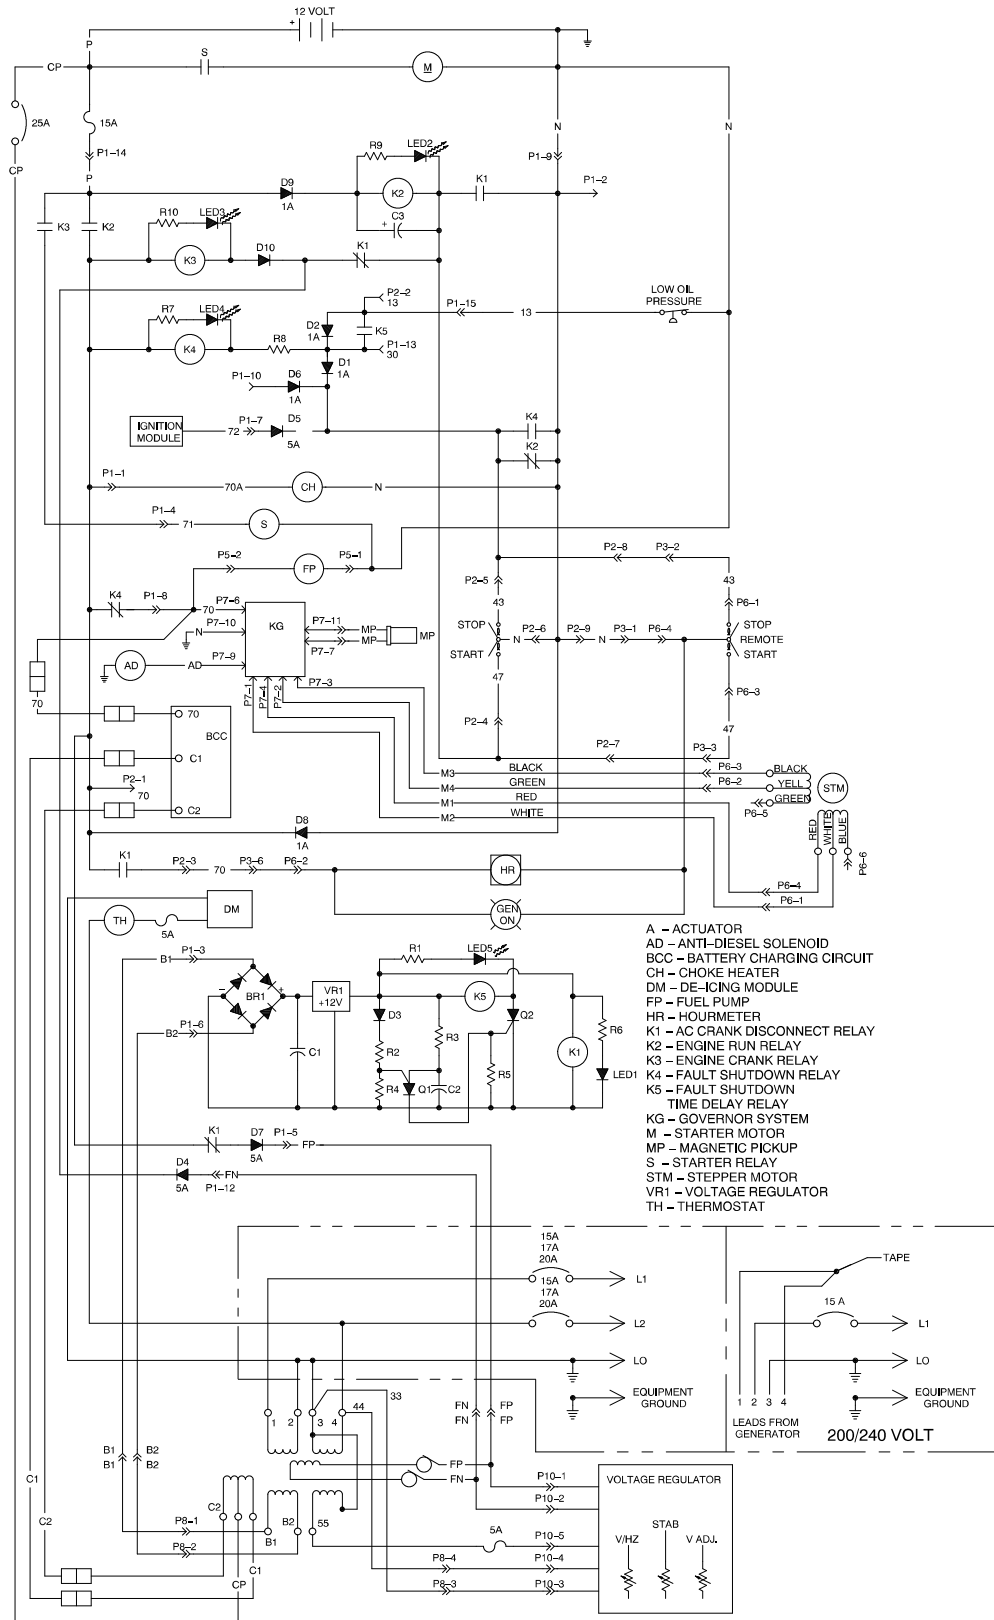 12 VOLT
+
P
CP
S
M
25A
15A
CP
P1–14
P
N
P1–9
N
R9
LED2
D9
1A
K2
K1
P1–2
+
C3
K3
K2
R10
LED3
K3
D10
K1
LOW OIL
PRESSURE
P2–2
13
P1–15
13
R7
LED4
D2
1A
K5
K4
R8
P1–13
30
D1
1A
P1–10
D6
1A
IGNITION
MODULE
P1–7
72
D5
5A
K4
K2
P1–1
70A
CH
N
P1–4
71
S
P5–2
FP
P5–1
P2–8
P3–2
P2–5
43
43
K4
P1–8
70
P7–6
P6–1
KG
P7–11
MP
STOP
STOP
N
P7–10
MP
MP
N
P2–6
P2–9
N
P3–1
P6–4
REMOTE
P7–7
START
START
P7–9
AD
AD
P7–3
P7–1
P7–4
P7–2
47
P6–3
P2–4
47
70
70
BCC
P2–7
P3–3
C1
M3
BLACK
P6–3
BLACK
M4
GREEN
P6–2
YELL
STM
P2–1
70
M1
RED
GREEN
C2
M2
WHITE
P6–5
D8
1A
RED
WHITE
BLUE
P6–6
K1
P2–3
70
P3–6
P6–2
HR
P6–4
P6–1
TH
5A
DM
GEN
ON
A – ACTUATOR
AD – ANTI–DIESEL SOLENOID
BCC – BATTERY CHARGING CIRCUIT
CH – CHOKE HEATER
DM – DE–ICING MODULE
FP – FUEL PUMP
HR – HOURMETER
K1 – AC CRANK DISCONNECT RELAY
K2 – ENGINE RUN RELAY
K3 – ENGINE CRANK RELAY
K4 – FAULT SHUTDOWN RELAY
K5 – FAULT SHUTDOWN
TIME DELAY RELAY
KG – GOVERNOR SYSTEM
M – STARTER MOTOR
MP – MAGNETIC PICKUP
S – STARTER RELAY
STM – STEPPER MOTOR
VR1 – VOLTAGE REGULATOR
TH – THERMOSTAT
B1
P1–3
R1
LED5
–
BR1
+
VR1
+12V
K5
D3
Q2
B2
P1–6
R3
R6
C1
R2
K1
R4
Q1
C2
R5
LED1
K1
D7
5A
P1–5
FP
D4
5A
FN
P1–12
15A
17A
20A
L1
15A
17A
20A
L2
LO
EQUIPMENT
GROUND
TAPE
15 A
L1
LO
EQUIPMENT
GROUND
1 2 3 4
LEADS FROM
GENERATOR
200/240 VOLT
33
44
1
2
3
4
FN
FN
FP
FP
B1
B1
B2
B2
FP
FN
C1
C2
P10–1
P10–2
VOLTAGE REGULATOR
C2
P8–1
B1
B2
55
P8–2
5A
P10–5
V/HZ
STAB
V ADJ.
C1
CP
P8–4
P10–4
P8–3
P10–3